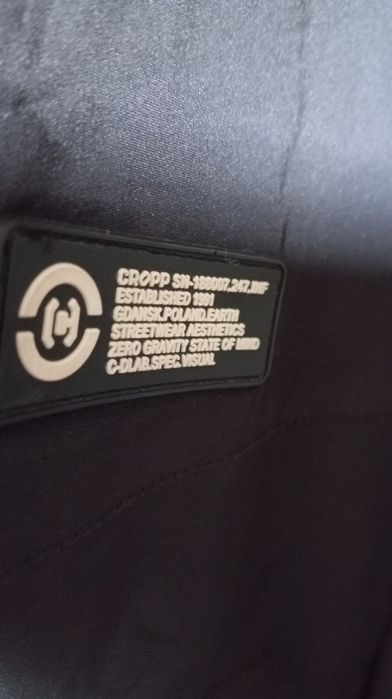 [C]
CROPP SN-188007.247.INF
ESTABLISHED 1991
GDANSK.POLAND.EARTH
STREETWEAR AESTHETICS
ZERO GRAVITY STATE OF MIND
C-DLAB.SPEC.VISUAL